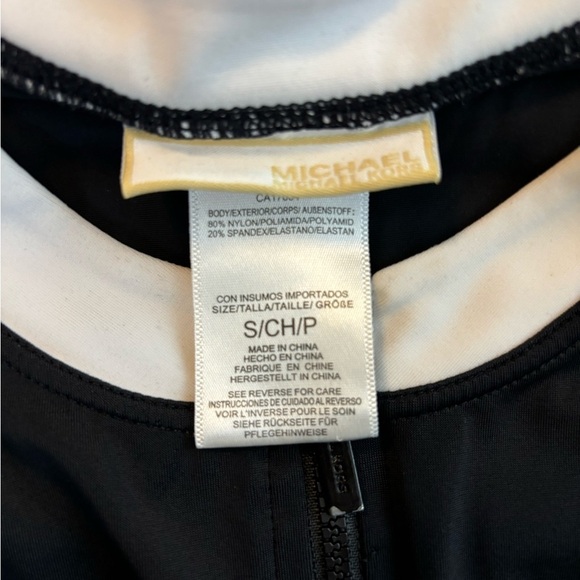 MICHAEL
MICHAEL KORS
BODY/EXTERIOR/CORPS/ AUßENSTOFF:
80% NYLON/POLIAMIDA/POLYAMID
20% SPANDEX/ELASTANO/ELASTAN
CON INSUMOS IMPORTADOS
SIZE/TALLA/TAILLE/ GRÖßE
S/CH/P
MADE IN CHINA
HECHO EN CHINA
FABRIQUE EN CHINE
HERGESTELLT IN CHINA
SEE REVERSE FOR CARE
INSTRUCCIONES DE CUIDADO AL REVERSO
VOIR L'INVERSE POUR LE SOIN
SIEHE RÜCKSEITE FÜR
PFLEGEHINWEISE
KORS